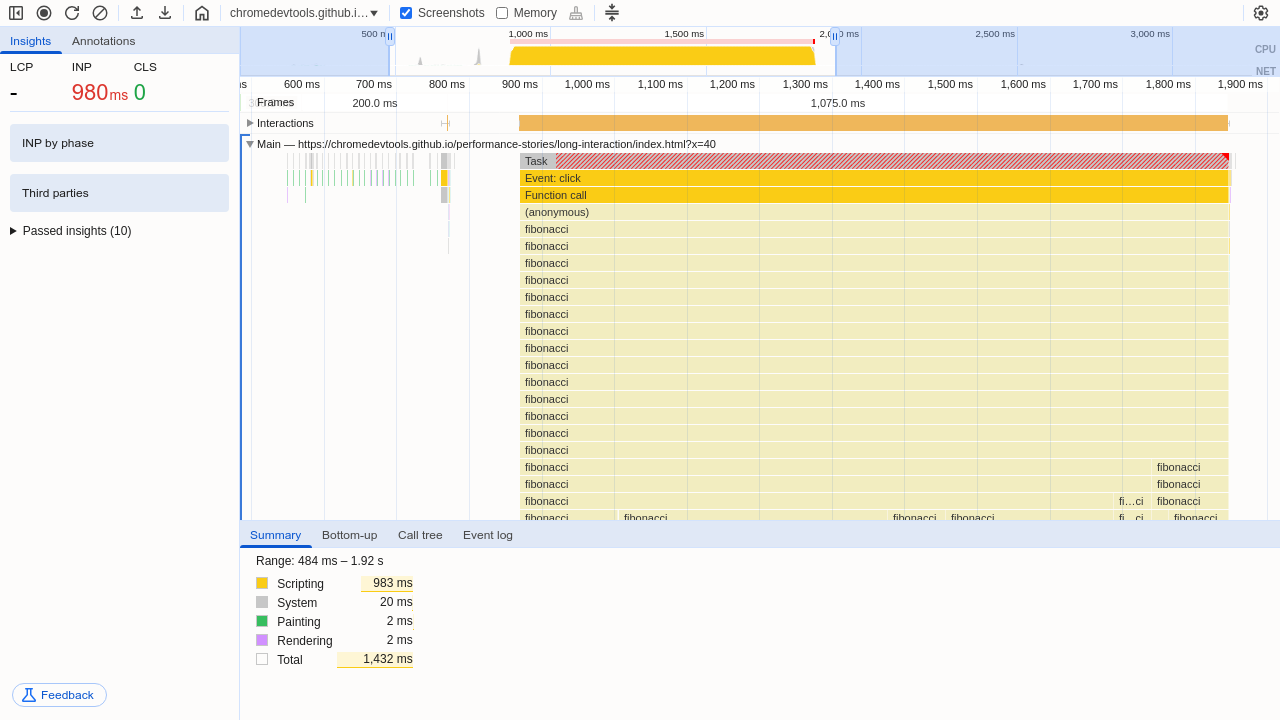 chromedevtools.github.i…
Screenshots
Memory
Insights
Annotations
LCP
INP
CLS
-
980ms
0
INP by phase
Third parties
Passed insights (10)
Feedback
1,000 ms
1,500 ms
2,500 ms
3,000 ms
CPU
NET
600 ms
700 ms
800 ms
900 ms
1,000 ms
1,100 ms
1,200 ms
1,300 ms
1,400 ms
1,500 ms
1,600 ms
1,700 ms
1,800 ms
1,900 ms
Frames
200.0 ms
1,075.0 ms
Interactions
Main — https://chromedevtools.github.io/performance-stories/long-interaction/index.html?x=40
Task
Event: click
Function call
(anonymous)
fibonacci
fibonacci
fibonacci
fibonacci
fibonacci
fibonacci
fibonacci
fibonacci
fibonacci
fibonacci
fibonacci
fibonacci
fibonacci
fibonacci
fibonacci fibonacci
fibonacci fibonacci
fibonacci fi…ci fibonacci
fibonacci fibonacci fibonacci fibonacci fi…ci fibonacci
Summary
Bottom-up
Call tree
Event log
Range: 484 ms – 1.92 s
Scripting 983 ms
System 20 ms
Painting 2 ms
Rendering 2 ms
Total 1,432 ms